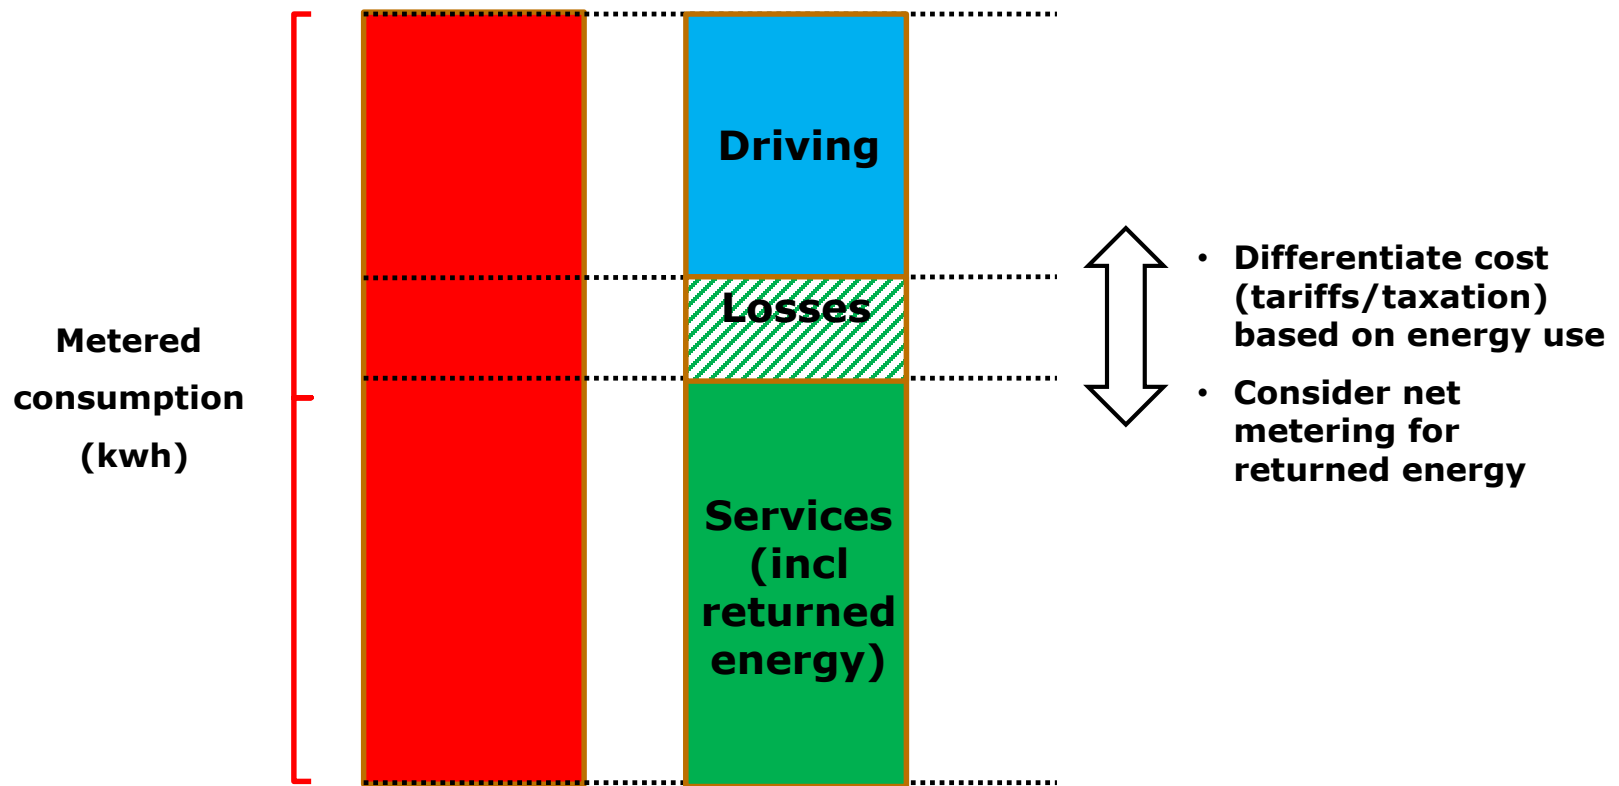 Metered
consumption
(kwh)
Driving
Losses
Services
(incl
returned
energy)
• Differentiate cost
(tariffs/taxation)
based on energy use
• Consider net
metering for
returned energy